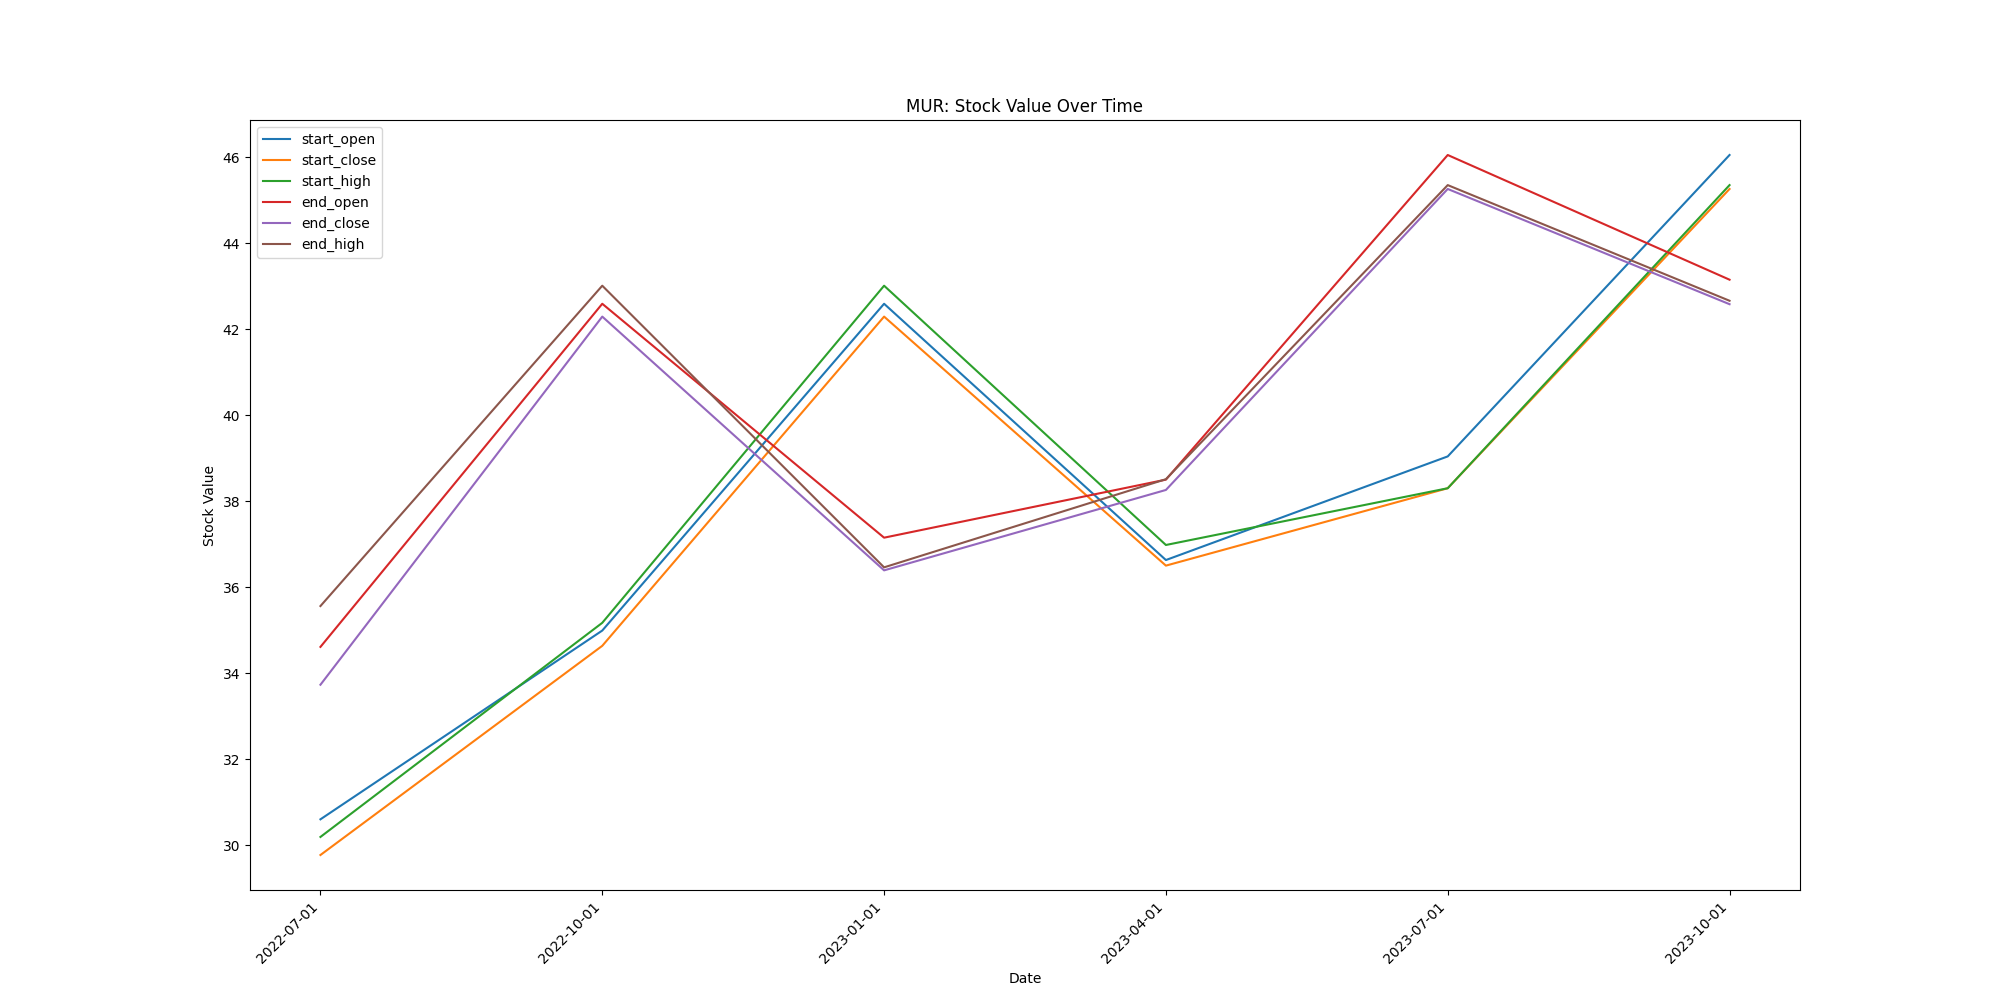 MUR: Stock Value Over Time
start_open
start_close
start_high
end_open
end_close
end_high
46
44
42
40
38
36
34
32
30
Stock Value
2022-07-01
2022-10-01
2023-01-01
2023-04-01
2023-07-01
2023-10-01
Date